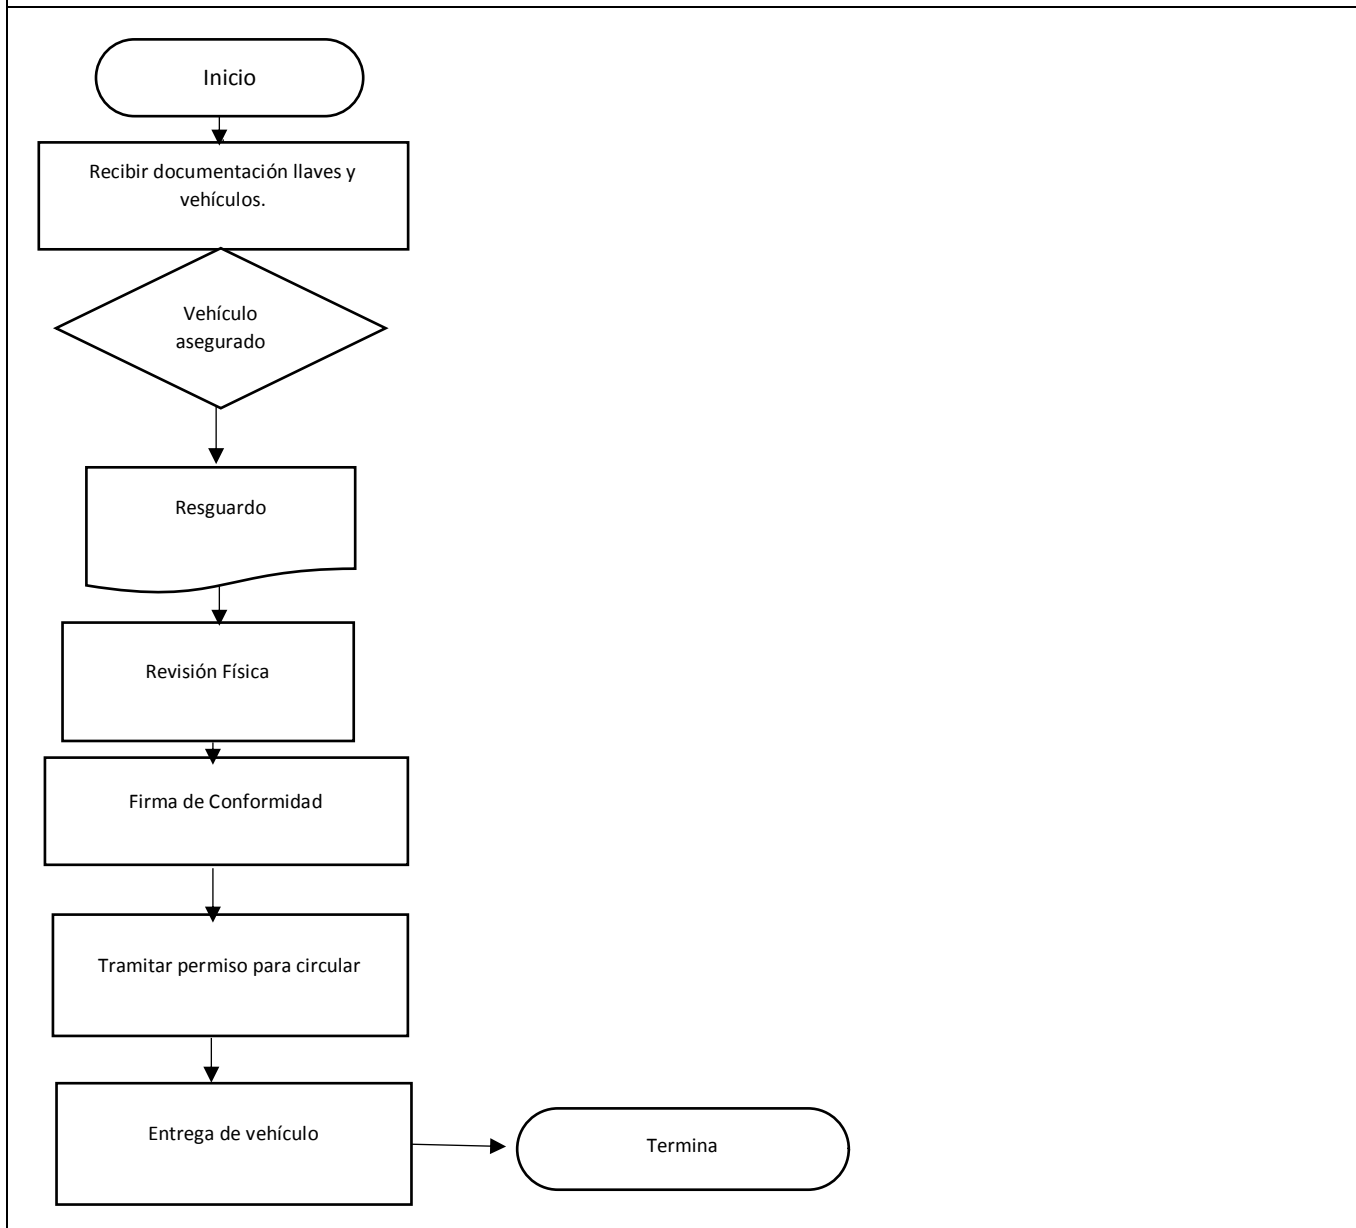 Inicio
Recibir documentación llaves y
vehículos.
Vehículo
asegurado
Resguardo
Revisión Física
Firma de Conformidad
Tramitar permiso para circular
Entrega de vehículo
Termina